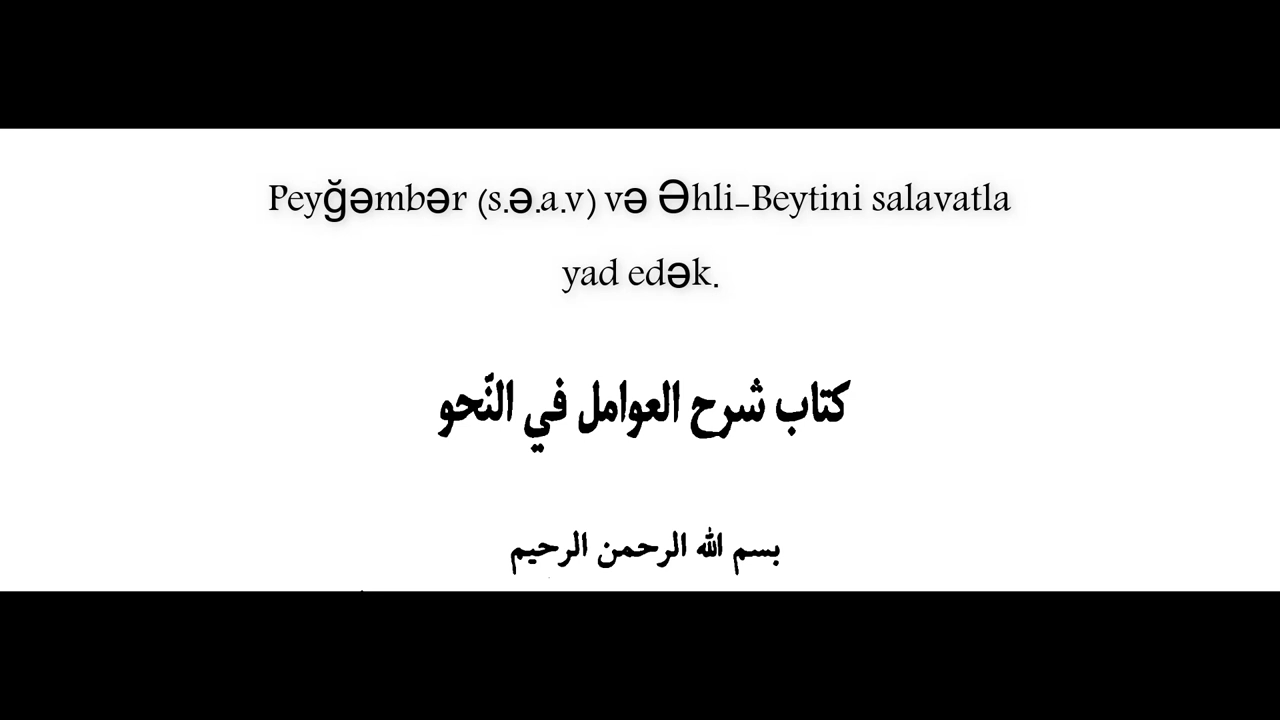 Peyğəmbər (s.ə.a.v) və Əhli-Beytini salavatla
yad edək.
كتاب شرح العوامل في النّحو
بسم الله الرحمن الرحيم